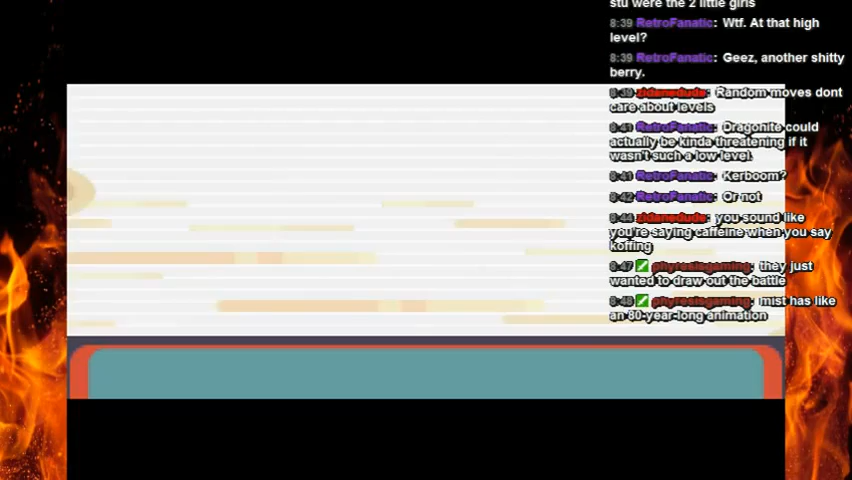 stu were the 2 little girls
8:39 RetroFanatic: Wtf. At that high
level?
8:39 RetroFanatic: Geez, another shitty
berry.
8:39 zidanedude: Random moves dont
care about levels
8:41 RetroFanatic: Dragonite could
actually be kinda threatening if it
wasn't such a low level.
8:41 RetroFanatic: Kerboom?
8:42 RetroFanatic: Or not
8:44 zidanedude: you sound like
you're saying caffeine when you say
koffing
8:47 phyresisgaming: they just
wanted to draw out the battle
8:48 phyresisgaming: mist has like
an 80-year-long animation